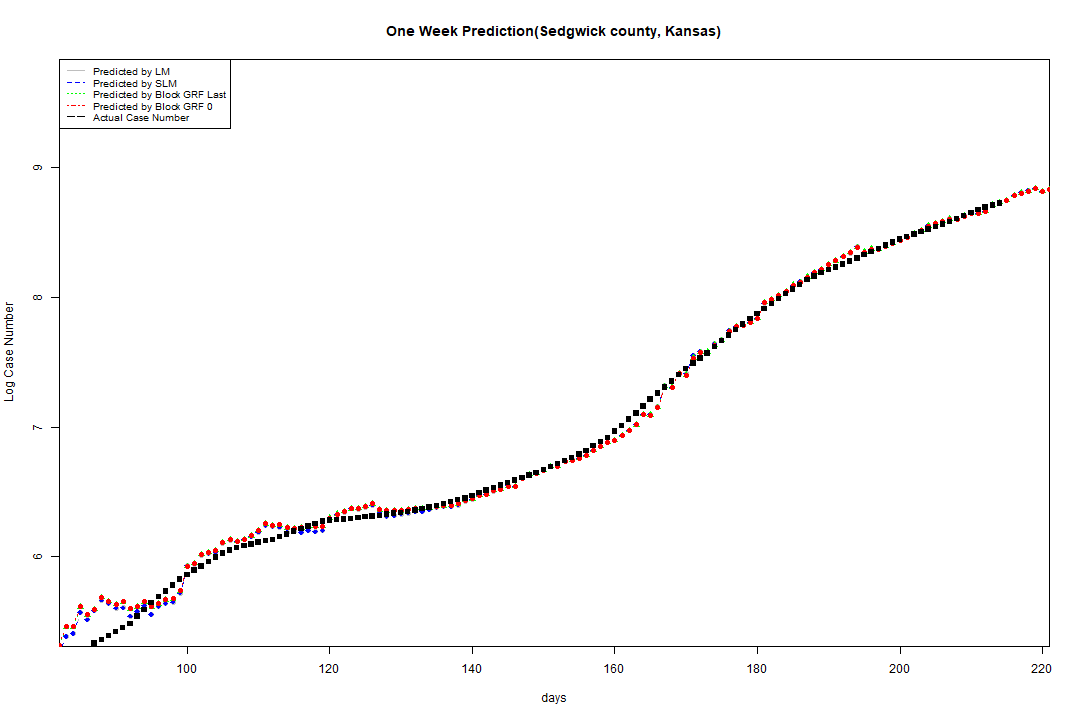 One Week Prediction(Sedgwick county, Kansas)
Predicted by LM
Predicted by SLM
Predicted by Block GRF Last
Predicted by Block GRF 0
Actual Case Number
9
8
7
6
Log Case Number
100 120 140 160 180 200 220
days